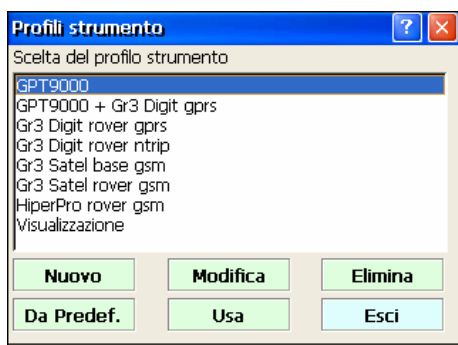 Profili strumento ?
Scelta del profilo strumento
GPT9000
GPT9000 + Gr3 Digit gprs
Gr3 Digit rover gprs
Gr3 Digit rover ntrip
Gr3 Satel base gsm
Gr3 Satel rover gsm
HiperPro rover gsm
Visualizzazione
Nuovo Modifica Elimina
Da Predef. Usa Esci